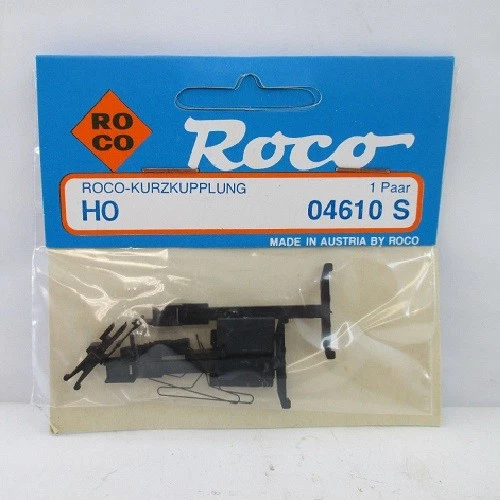 RO
CO
Roco
ROCO-KURZKUPPLUNG 1 Paar
HO 04610 S
MADE IN AUSTRIA BY ROCO